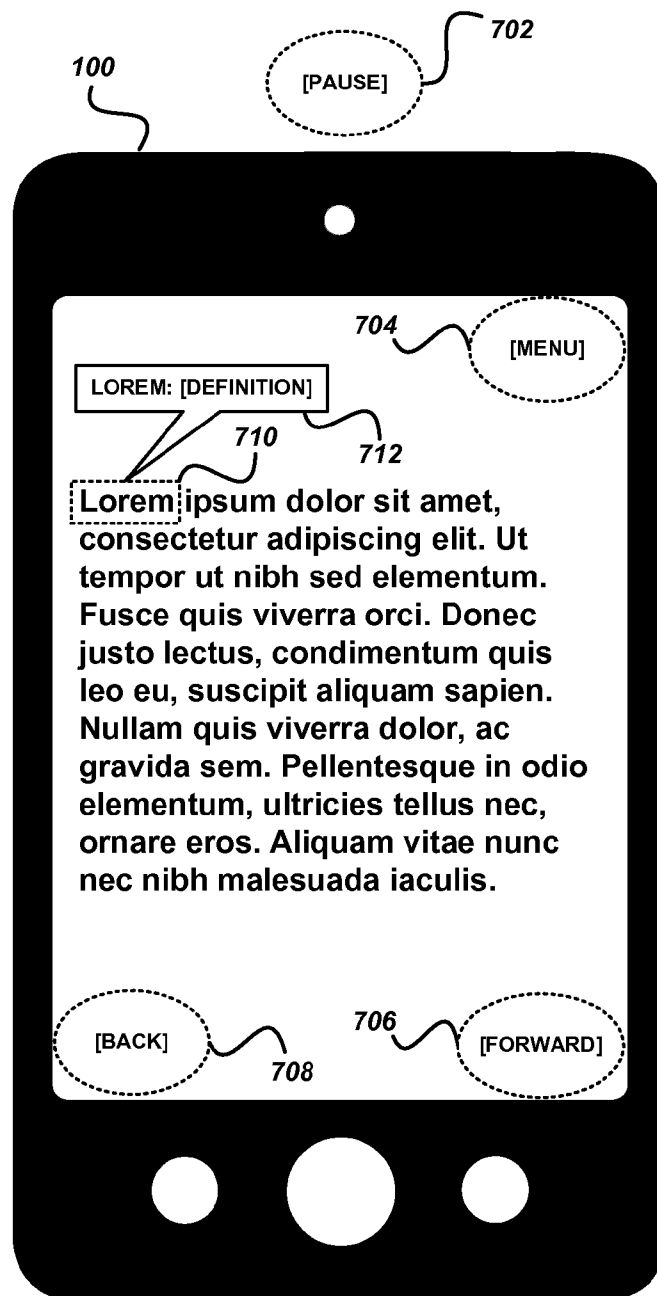 702
100
[PAUSE]
704
[MENU]
LOREM: [DEFINITION]
710
712
Lorem ipsum dolor sit amet,
consectetur adipiscing elit. Ut
tempor ut nibh sed elementum.
Fusce quis viverra orci. Donec
justo lectus, condimentum quis
leo eu, suscipit aliquam sapien.
Nullam quis viverra dolor, ac
gravida sem. Pellentesque in odio
elementum, ultricies tellus nec,
ornare eros. Aliquam vitae nunc
nec nibh malesuada iaculis.
[BACK]
708
706
[FORWARD]